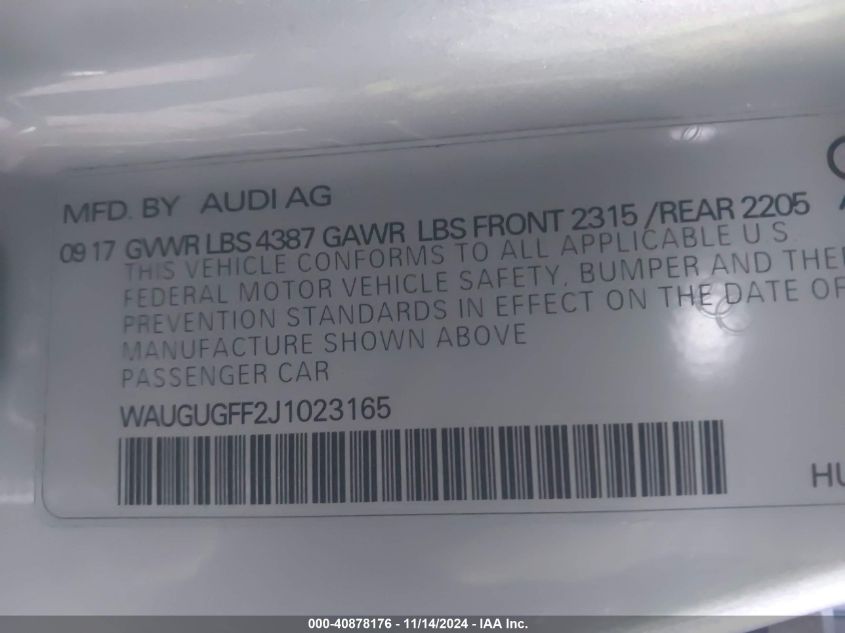 MFD. BY AUDI AG
09 17 GVWR LBS 4387 GAWR LBS FRONT 2315 /REAR 2205
THIS VEHICLE CONFORMS TO ALL APPLICABLE U S
FEDERAL MOTOR VEHICLE SAFETY, BUMPER AND THE
PREVENTION STANDARDS IN EFFECT ON THE DATE OF
MANUFACTURE SHOWN ABOVE
PASSENGER CAR
WAUGUGFF2J1023165
HU
000-40878176 - 11/14/2024 - IAA Inc.